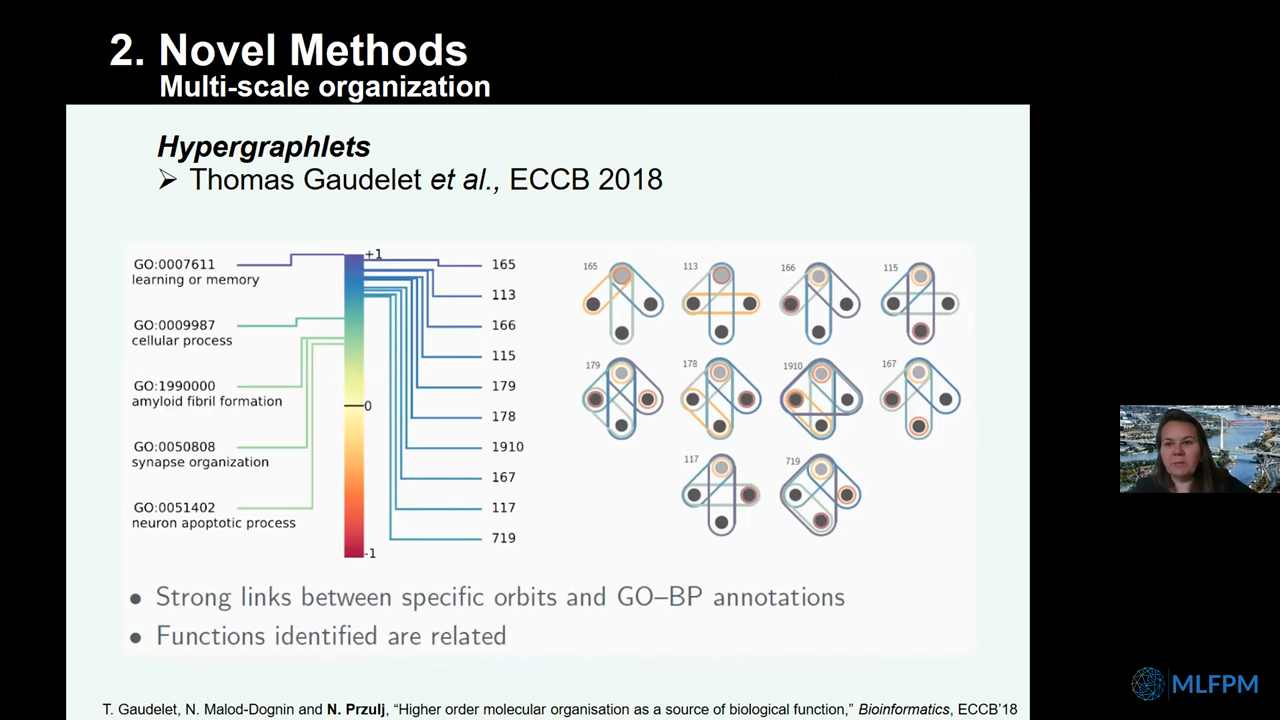 2. Novel Methods
Multi-scale organization
Hypergraphlets
➢ Thomas Gaudelet et al., ECCB 2018
GO:0007611
learning or memory
GO:0009987
cellular process
GO:1990000
amyloid fibril formation
GO:0050808
synapse organization
GO:0051402
neuron apoptotic process
+1
0
-1
165
113
166
115
179
178
1910
167
117
719
165 113 166 115
179 178 1910 167
117 719
• Strong links between specific orbits and GO–BP annotations
• Functions identified are related
T. Gaudelet, N. Malod-Dognin and N. Przulj, “Higher order molecular organisation as a source of biological function,” Bioinformatics, ECCB’18
MLFPM